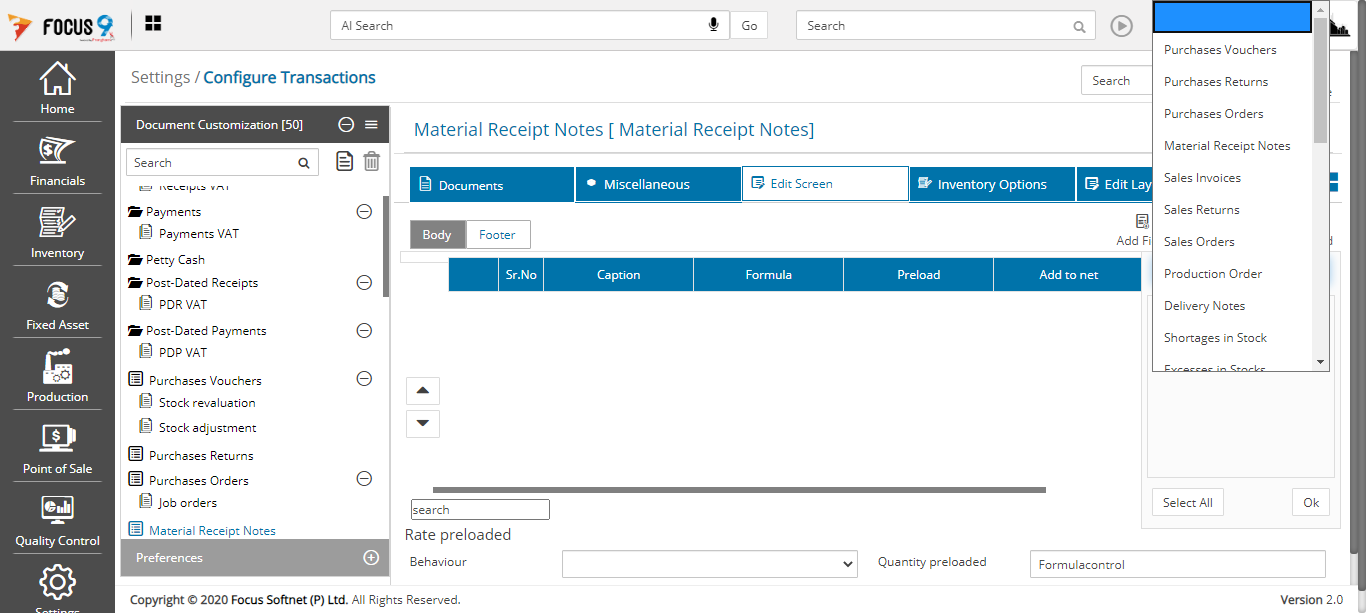 FOCUS 9
AI Search
Go
Search
Settings / Configure Transactions
Search
Home
Financials
Inventory
Fixed Asset
Production
Point of Sale
Quality Control
Settings
Document Customization [50]
Search
Receipts VAT
Payments
Payments VAT
Petty Cash
Post-Dated Receipts
PDR VAT
Post-Dated Payments
PDP VAT
Purchases Vouchers
Stock revaluation
Stock adjustment
Purchases Returns
Purchases Orders
Job orders
Material Receipt Notes
Preferences
Material Receipt Notes [ Material Receipt Notes]
Documents
Miscellaneous
Edit Screen
Inventory Options
Edit Lay
Body
Footer
Add Fi
Sr.No
Caption
Formula
Preload
Add to net
Purchases Vouchers
Purchases Returns
Purchases Orders
Material Receipt Notes
Sales Invoices
Sales Returns
Sales Orders
Production Order
Delivery Notes
Shortages in Stock
Excesses in Stocks
Select All
Ok
search
Rate preloaded
Behaviour
Quantity preloaded
Formulacontrol
Copyright © 2020 Focus Softnet (P) Ltd. All Rights Reserved.
Version 2.0